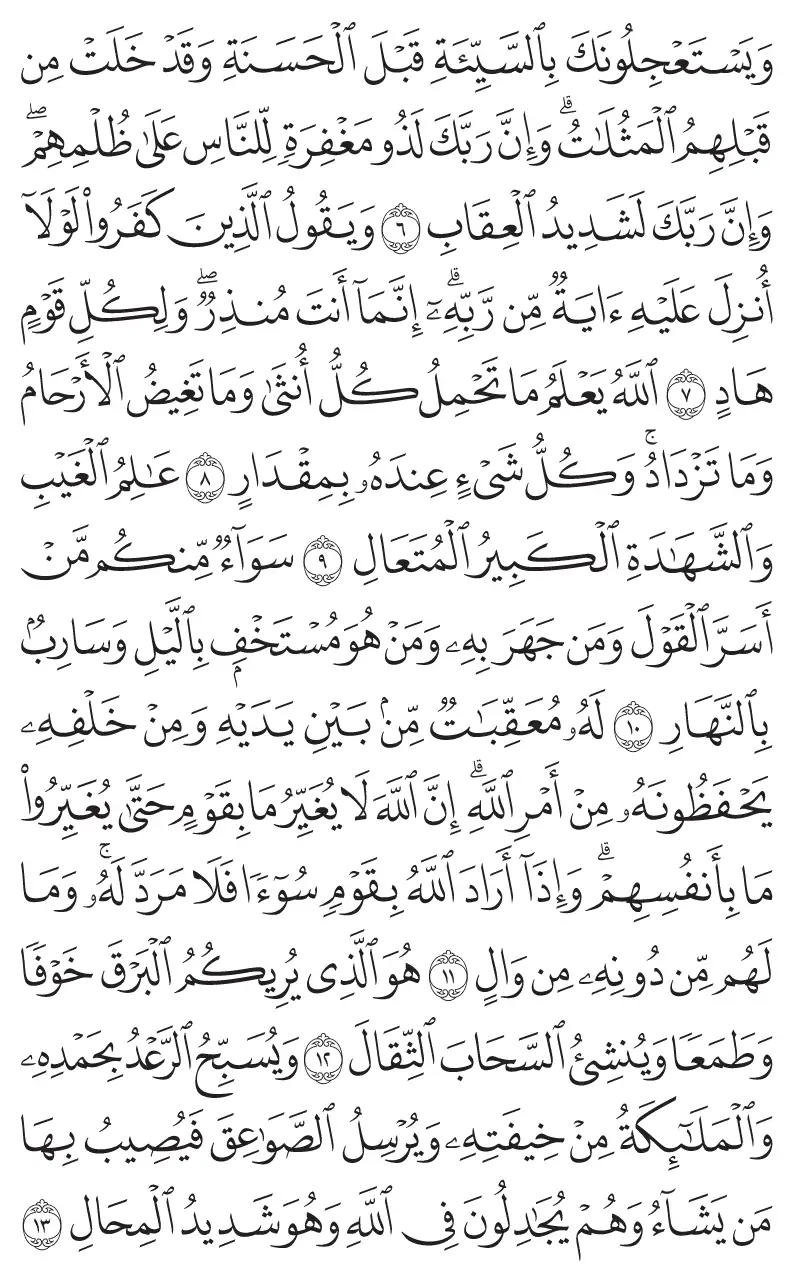 وَيَسۡتَعۡجِلُونَكَ بِٱلسَّيِّئَةِ قَبۡلَ ٱلۡحَسَنَةِ وَقَدۡ خَلَتۡ مِن
قَبۡلِهِمُ ٱلۡمَثُلَٰتُۗ وَإِنَّ رَبَّكَ لَذُو مَغۡفِرَةٖ لِّلنَّاسِ عَلَىٰ ظُلۡمِهِمۡۖ
وَإِنَّ رَبَّكَ لَشَدِيدُ ٱلۡعِقَابِ ٦ وَيَقُولُ ٱلَّذِينَ كَفَرُواْ لَوۡلَآ
أُنزِلَ عَلَيۡهِ ءَايَةٞ مِّن رَّبِّهِۦٓۗ إِنَّمَآ أَنتَ مُنذِرٞۖ وَلِكُلِّ قَوۡمٍ
هَادٍ ٧ ٱللَّهُ يَعۡلَمُ مَا تَحۡمِلُ كُلُّ أُنثَىٰ وَمَا تَغِيضُ ٱلۡأَرۡحَامُ
وَمَا تَزۡدَادُۚ وَكُلُّ شَيۡءٍ عِندَهُۥ بِمِقۡدَارٍ ٨ عَٰلِمُ ٱلۡغَيۡبِ
وَٱلشَّهَٰدَةِ ٱلۡكَبِيرُ ٱلۡمُتَعَالِ ٩ سَوَآءٞ مِّنكُم مَّنۡ
أَسَرَّ ٱلۡقَوۡلَ وَمَن جَهَرَ بِهِۦ وَمَنۡ هُوَ مُسۡتَخۡفِۭ بِٱلَّيۡلِ وَسَارِبُۢ
بِٱلنَّهَارِ ١٠ لَهُۥ مُعَقِّبَٰتٞ مِّنۢ بَيۡنِ يَدَيۡهِ وَمِنۡ خَلۡفِهِۦ
يَحۡفَظُونَهُۥ مِنۡ أَمۡرِ ٱللَّهِۗ إِنَّ ٱللَّهَ لَا يُغَيِّرُ مَا بِقَوۡمٍ حَتَّىٰ يُغَيِّرُواْ
مَا بِأَنفُسِهِمۡۗ وَإِذَآ أَرَادَ ٱللَّهُ بِقَوۡمٖ سُوٓءٗا فَلَا مَرَدَّ لَهُۥۚ وَمَا
لَهُم مِّن دُونِهِۦ مِن وَالٍ ١١ هُوَ ٱلَّذِي يُرِيكُمُ ٱلۡبَرۡقَ خَوۡفٗا
وَطَمَعٗا وَيُنشِئُ ٱلسَّحَابَ ٱلثِّقَالَ ١٢ وَيُسَبِّحُ ٱلرَّعۡدُ بِحَمۡدِهِۦ
وَٱلۡمَلَٰٓئِكَةُ مِنۡ خِيفَتِهِۦ وَيُرۡسِلُ ٱلصَّوَٰعِقَ فَيُصِيبُ بِهَا
مَن يَشَآءُ وَهُمۡ يُجَٰدِلُونَ فِي ٱللَّهِ وَهُوَ شَدِيدُ ٱلۡمِحَالِ ١٣